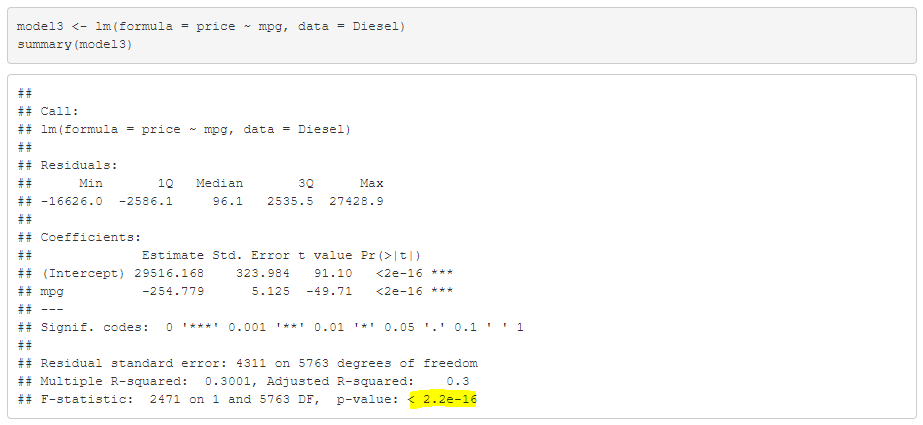 model3 <- lm(formula = price ~ mpg, data = Diesel)
summary(model3)
##
## Call:
## lm(formula = price ~ mpg, data = Diesel)
##
## Residuals:
##      Min       1Q   Median       3Q      Max
## -16626.0  -2586.1     96.1   2535.5  27428.9
##
## Coefficients:
##              Estimate Std. Error t value Pr(>|t|)
## (Intercept) 29516.168    323.984   91.10   <2e-16 ***
## mpg          -254.779      5.125  -49.71   <2e-16 ***
## ---
## Signif. codes:  0 '***' 0.001 '**' 0.01 '*' 0.05 '.' 0.1 ' ' 1
##
## Residual standard error: 4311 on 5763 degrees of freedom
## Multiple R-squared:  0.3001, Adjusted R-squared:    0.3
## F-statistic:  2471 on 1 and 5763 DF,  p-value: < 2.2e-16